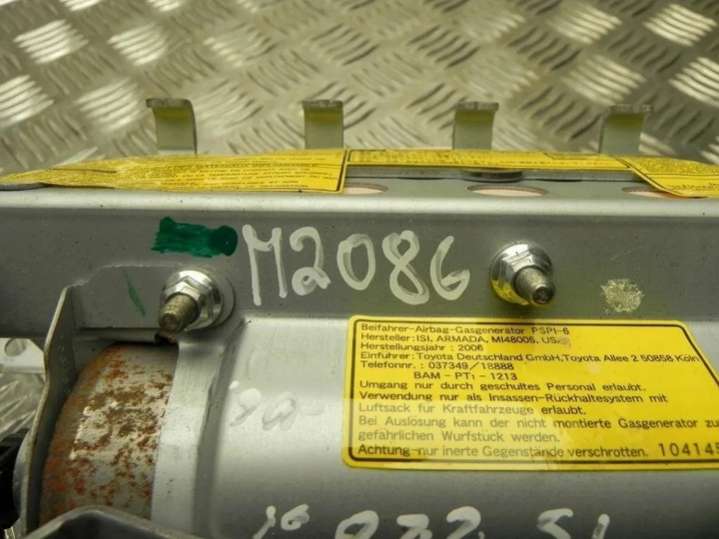 M2086
Beifahrer-Airbag-Gasgenerator PSPI-6
Hersteller:ISI, ARMADA, MI48005, USA
Herstellungsjahr : 2006
Einführer: Toyota Deutschland GmbH, Toyota Allee 2 50858 Köln
Telefonnr. : 037349/18888
BAM - PT1 - 1213
Umgang nur durch geschultes Personal erlaubt.
Verwendung nur als Insassen-Rückhaltesystem mit
Luftsack für Kraftfahrzeuge erlaubt.
Bei Auslösung kann der nicht montierte Gasgenerator zu
gefährlichen Wurfstuck werden.
Achtung-nur inerte Gegenstände verschrotten. 104145